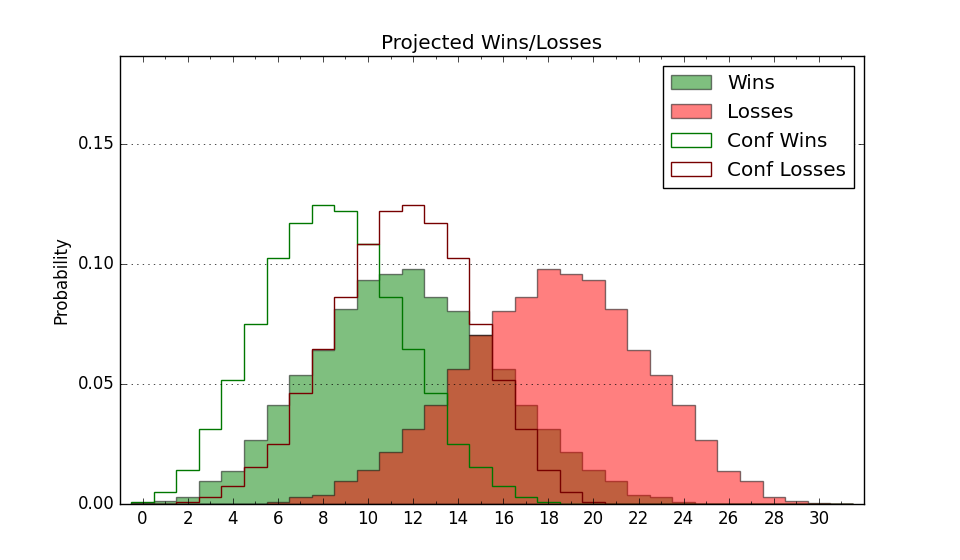 Projected Wins/Losses
Wins
Losses
Conf Wins
Conf Losses
Probability
0.15
0.10
0.05
0.00
0 2 4 6 8 10 12 14 16 18 20 22 24 26 28 30